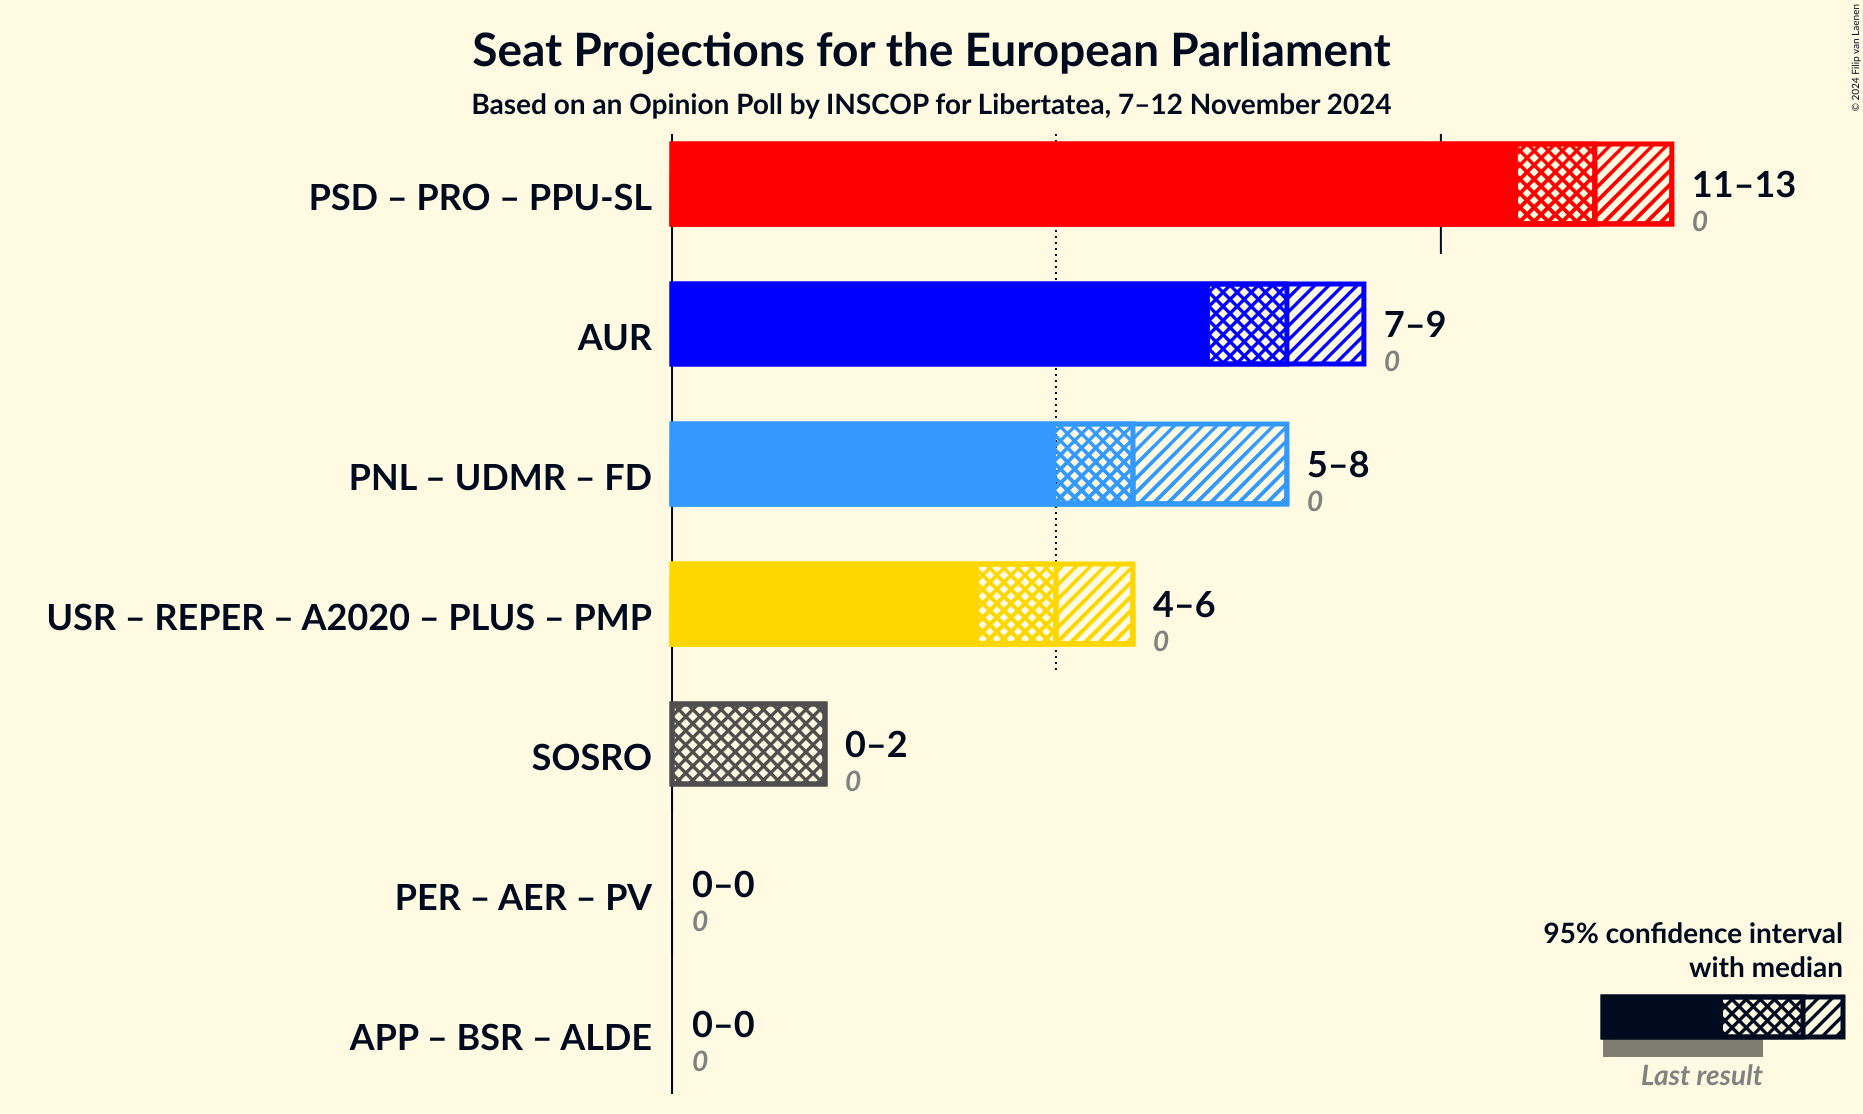 Seat Projections for the European Parliament
Based on an Opinion Poll by INSCOP for Libertatea, 7–12 November 2024
© 2024 Filip van Laenen
PSD – PRO – PPU-SL
11–13
0
AUR
7–9
0
PNL – UDMR – FD
5–8
0
USR – REPER – A2020 – PLUS – PMP
4–6
0
SOSRO
0–2
0
PER – AER – PV
0–0
0
APP – BSR – ALDE
0–0
0
95% confidence interval
with median
Last result